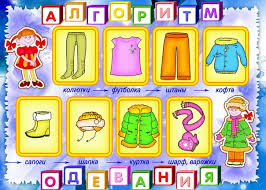 АЛГОРИТМ
колготки → футболка → штаны → кофта
→ сапоги → шапка → куртка → шарф, варежки
ОДЕВАНИЯ